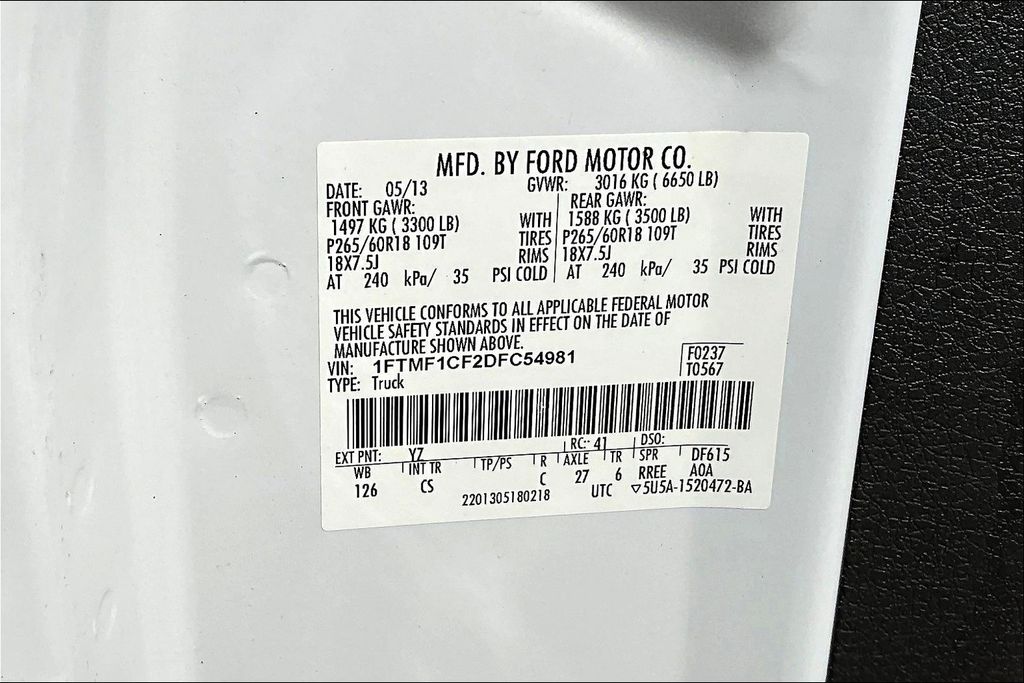 MFD. BY FORD MOTOR CO.
DATE: 05/13 GVWR: 3016 KG ( 6650 LB)
FRONT GAWR: REAR GAWR:
1497 KG ( 3300 LB) WITH 1588 KG ( 3500 LB) WITH
P265/60R18 109T TIRES P265/60R18 109T TIRES
18X7.5J RIMS 18X7.5J RIMS
AT 240 kPa/ 35 PSI COLD AT 240 kPa/ 35 PSI COLD
THIS VEHICLE CONFORMS TO ALL APPLICABLE FEDERAL MOTOR
VEHICLE SAFETY STANDARDS IN EFFECT ON THE DATE OF
MANUFACTURE SHOWN ABOVE.
VIN: 1FTMF1CF2DFC54981 F0237
TYPE: Truck T0567
EXT PNT: YZ RC: 41 DSO:
WB INT TR TP/PS R AXLE TR SPR DF615
126 CS C 27 6 RREE AOA
2201305180218 UTC ▽5U5A-1520472-BA